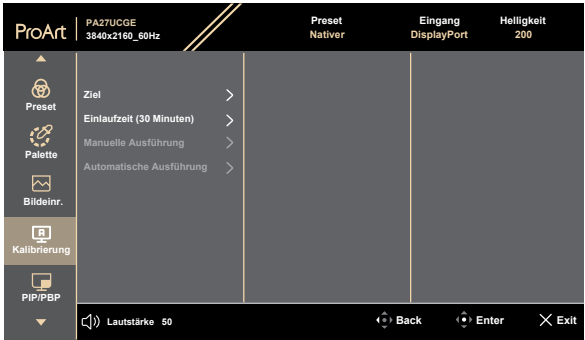 ProArt
PA27UCGE
3840x2160_60Hz
Preset
Nativer
Eingang
DisplayPort
Helligkeit
200
Preset
Palette
Bildeinr.
Kalibrierung
PIP/PBP
Ziel
Einlaufzeit (30 Minuten)
Manuelle Ausführung
Automatische Ausführung
Lautstärke 50
Back
Enter
Exit